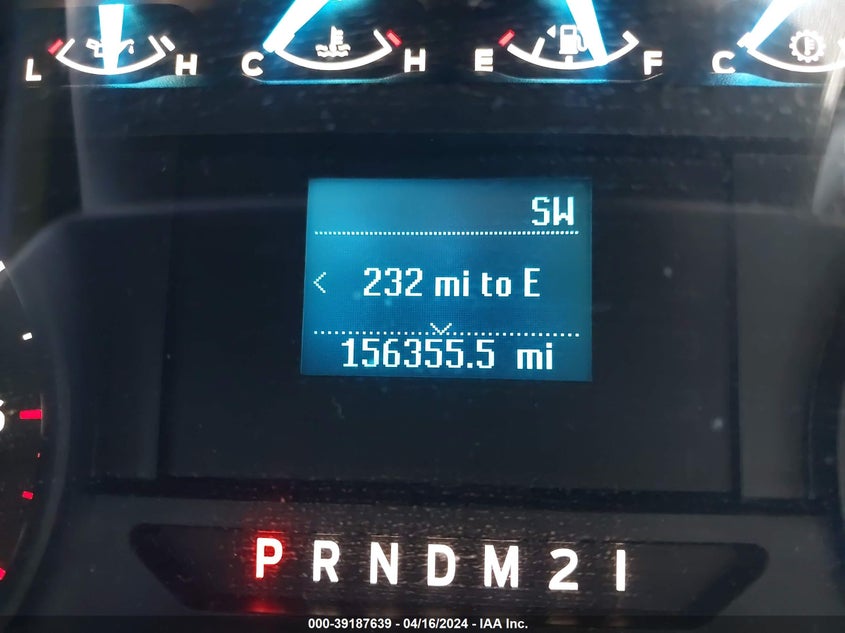 L H C H E F C
SW
< 232 mi to E
156355.5 mi
P R N D M 2 1
000-39187639 - 04/16/2024 - IAA Inc.